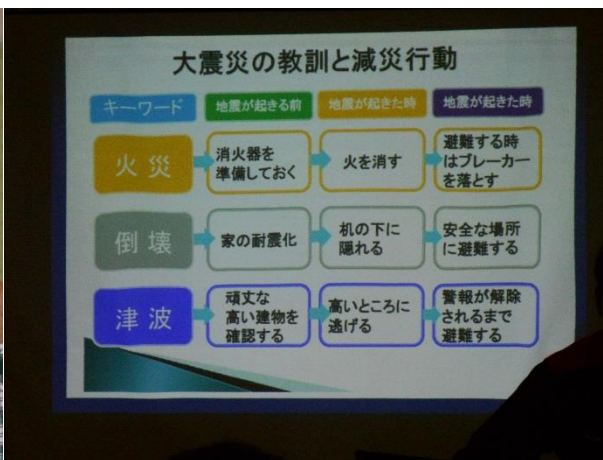 大震災の教訓と減災行動
キーワード
地震が起きる前
地震が起きた時
地震が起きた時
火災
消火器を
準備しておく
火を消す
避難する時
はブレーカー
を落とす
倒壊
家の耐震化
机の下に
隠れる
安全な場所
に避難する
津波
頑丈な
高い建物を
確認する
高いところに
逃げる
警報が解除
されるまで
避難する